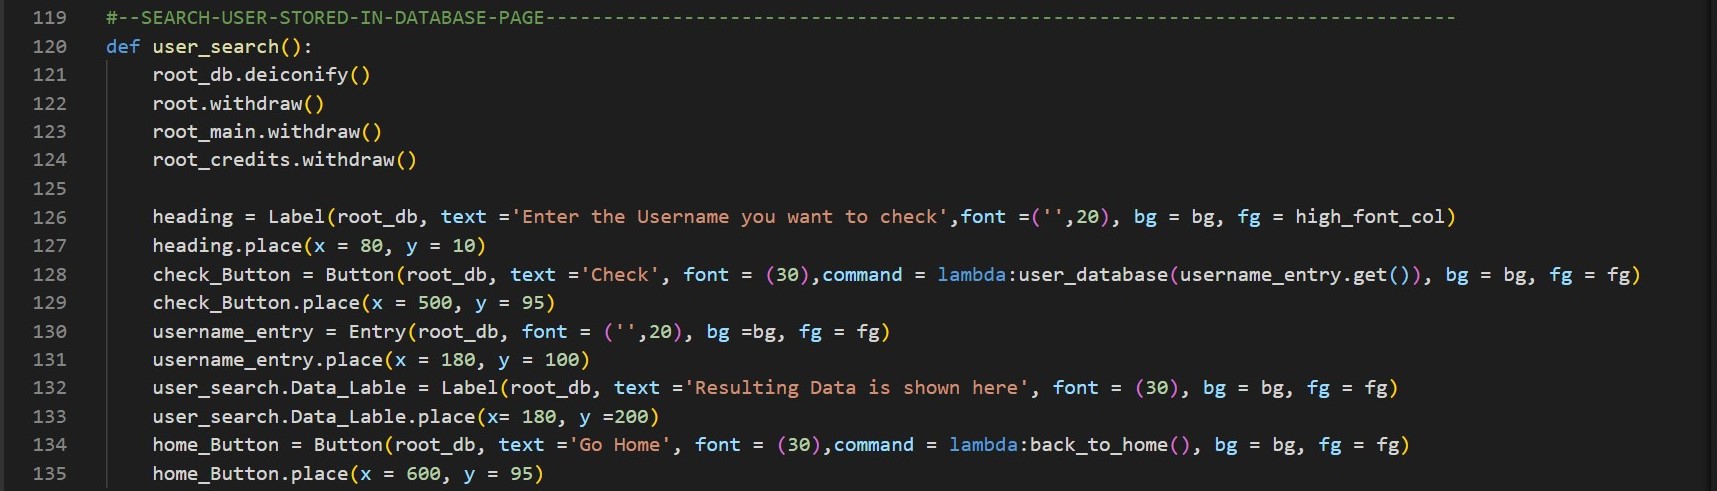 119 #--SEARCH-USER-STORED-IN-DATABASE-PAGE-------------------------------------------------------------------------------
120 def user_search():
121     root_db.deiconify()
122     root.withdraw()
123     root_main.withdraw()
124     root_credits.withdraw()
125
126     heading = Label(root_db, text ='Enter the Username you want to check',font =('',20), bg = bg, fg = high_font_col)
127     heading.place(x = 80, y = 10)
128     check_Button = Button(root_db, text ='Check', font = (30),command = lambda:user_database(username_entry.get()), bg = bg, fg = fg)
129     check_Button.place(x = 500, y = 95)
130     username_entry = Entry(root_db, font = ('',20), bg =bg, fg = fg)
131     username_entry.place(x = 180, y = 100)
132     user_search.Data_Lable = Label(root_db, text ='Resulting Data is shown here', font = (30), bg = bg, fg = fg)
133     user_search.Data_Lable.place(x= 180, y =200)
134     home_Button = Button(root_db, text ='Go Home', font = (30),command = lambda:back_to_home(), bg = bg, fg = fg)
135     home_Button.place(x = 600, y = 95)